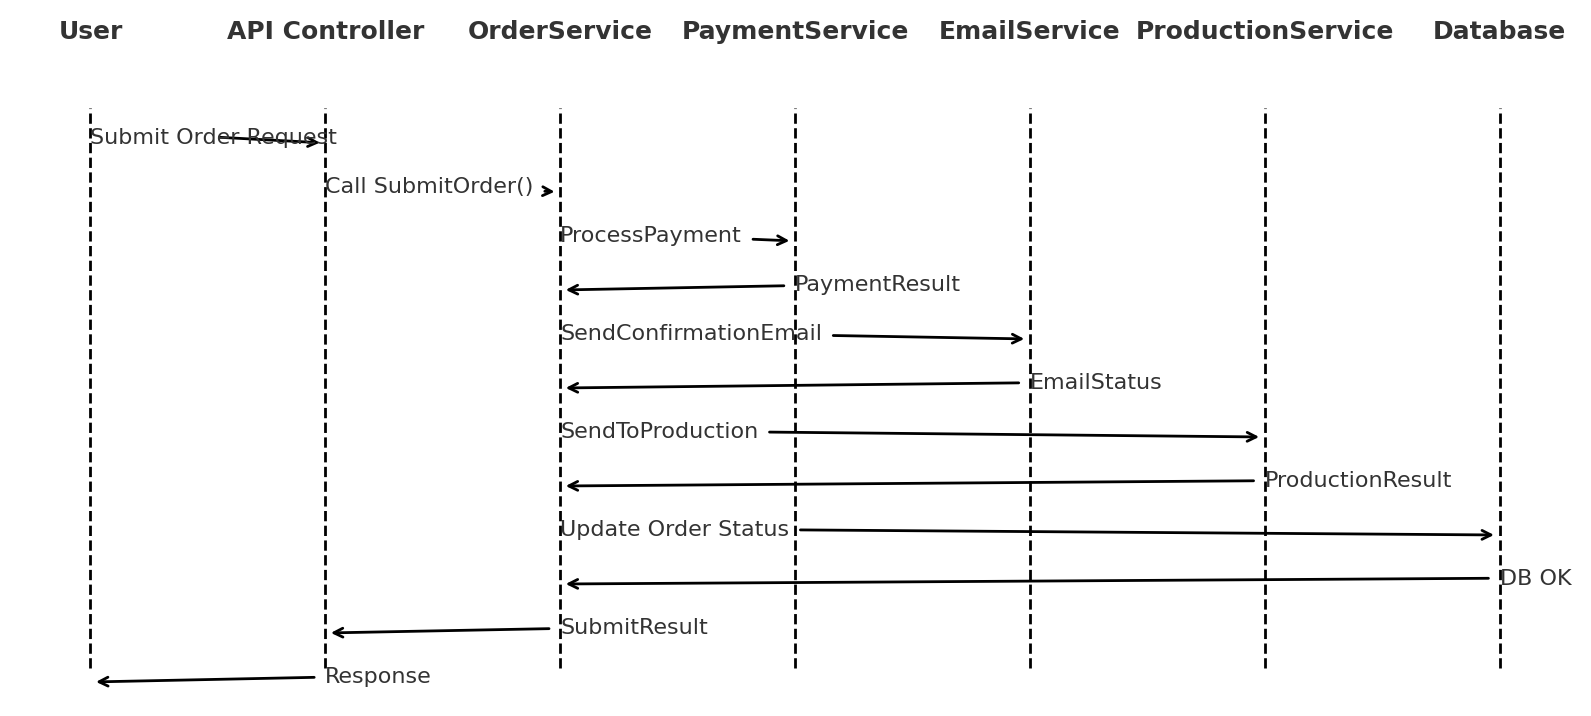 User API Controller OrderService PaymentService EmailService ProductionService Database
Submit Order Request
Call SubmitOrder()
ProcessPayment
PaymentResult
SendConfirmationEmail
EmailStatus
SendToProduction
ProductionResult
Update Order Status
DB OK
SubmitResult
Response